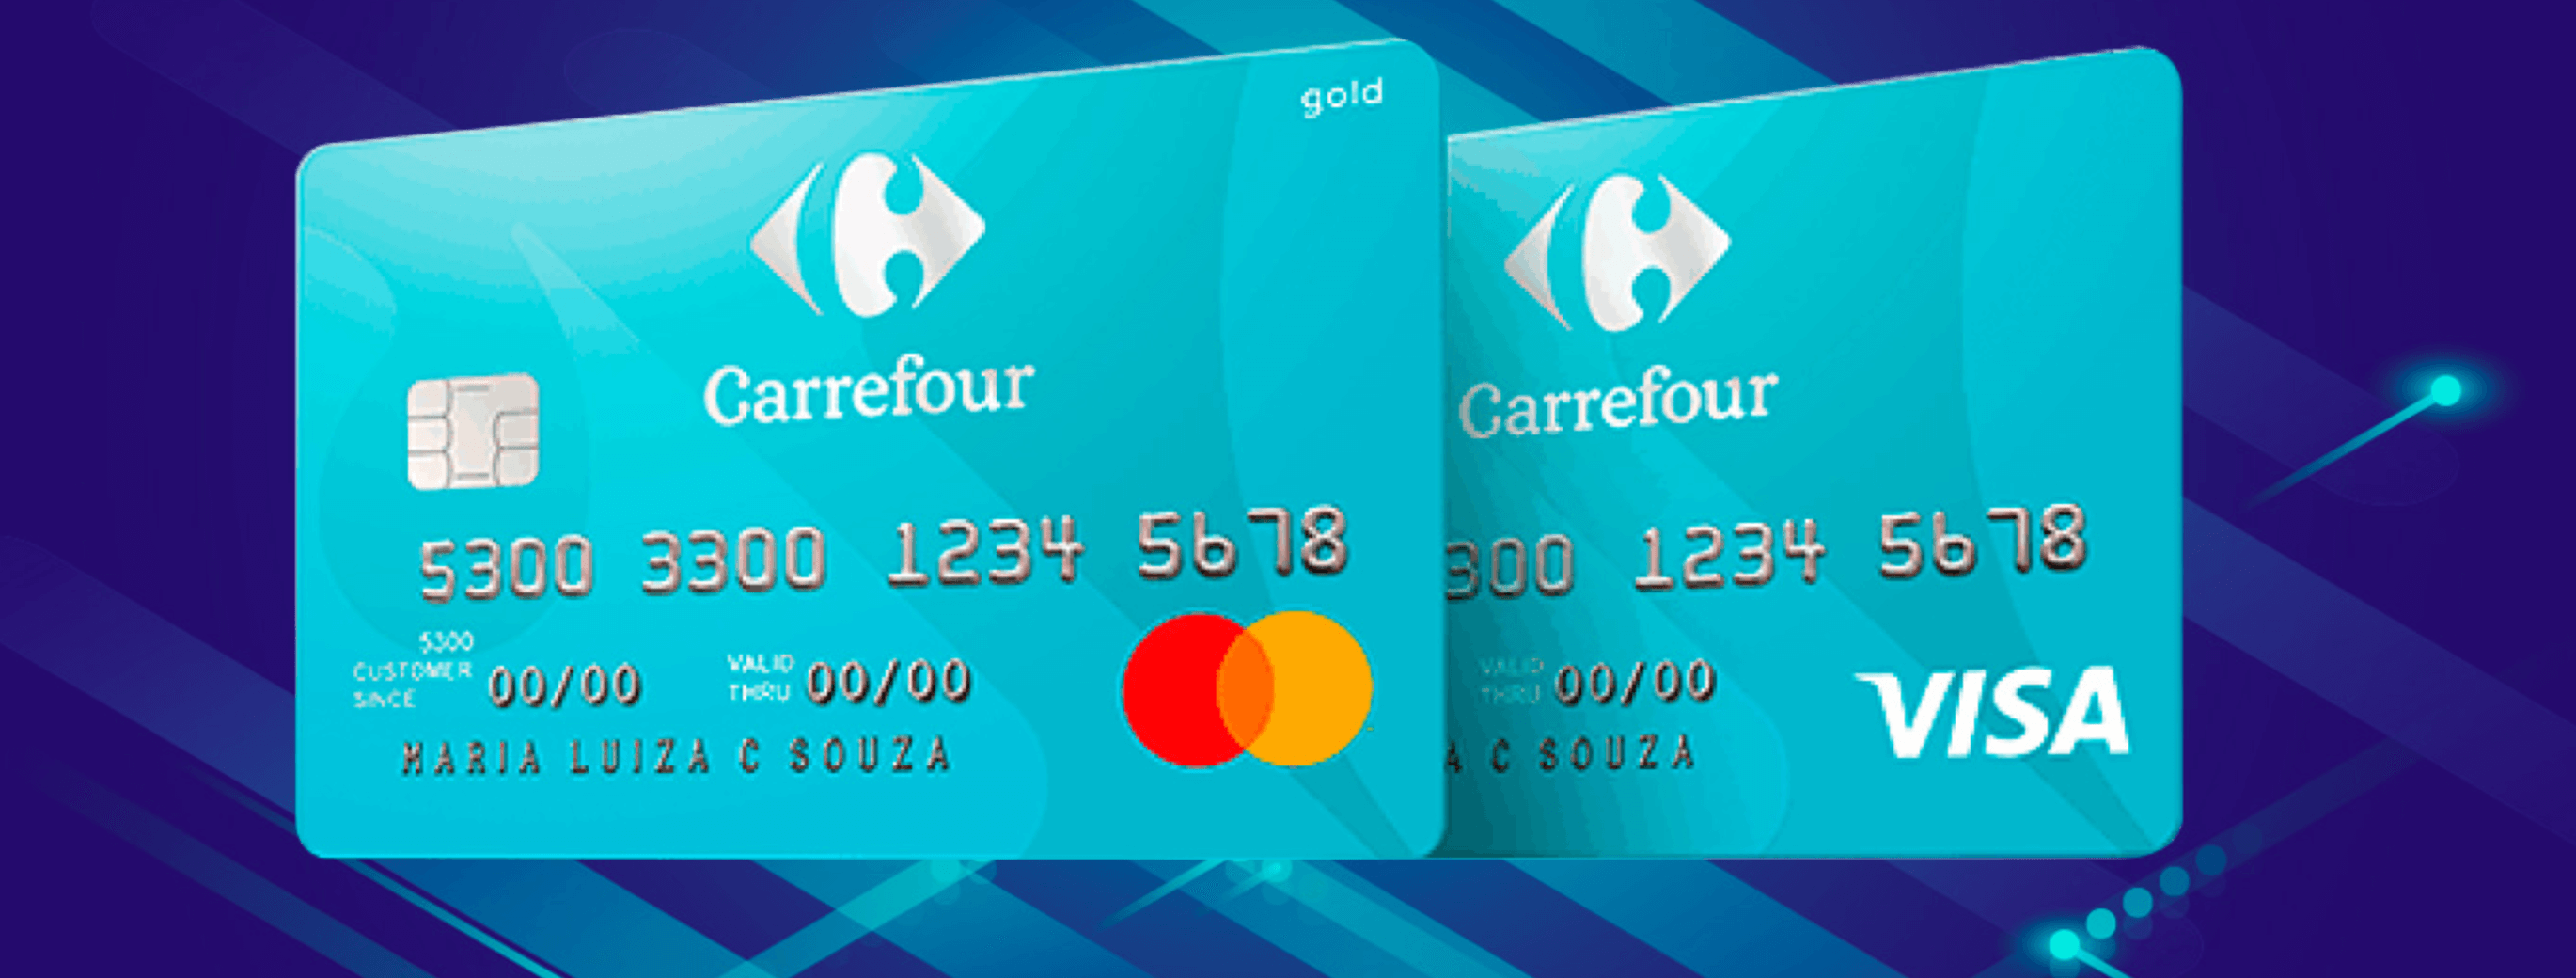 gold
Carrefour
5300 3300 1234 5678
5300
CUSTOMER
SINCE
00/00
VALID
THRU
00/00
MARIA LUIZA C SOUZA
Carrefour
300 1234 5678
VALID
THRU
00/00
A C SOUZA
VISA